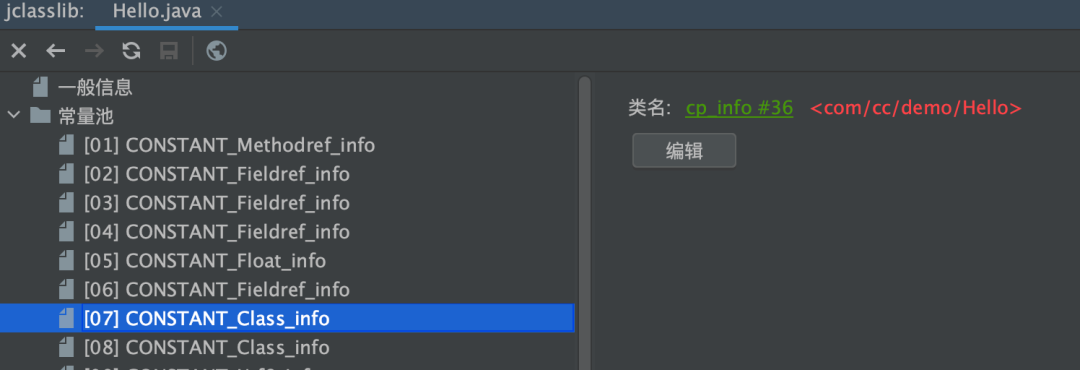 jclasslib: Hello.java
一般信息
常量池
[01] CONSTANT_Methodref_info
[02] CONSTANT_Fieldref_info
[03] CONSTANT_Fieldref_info
[04] CONSTANT_Fieldref_info
[05] CONSTANT_Float_info
[06] CONSTANT_Fieldref_info
[07] CONSTANT_Class_info
[08] CONSTANT_Class_info
类名: cp_info #36 <com/cc/demo/Hello>
编辑